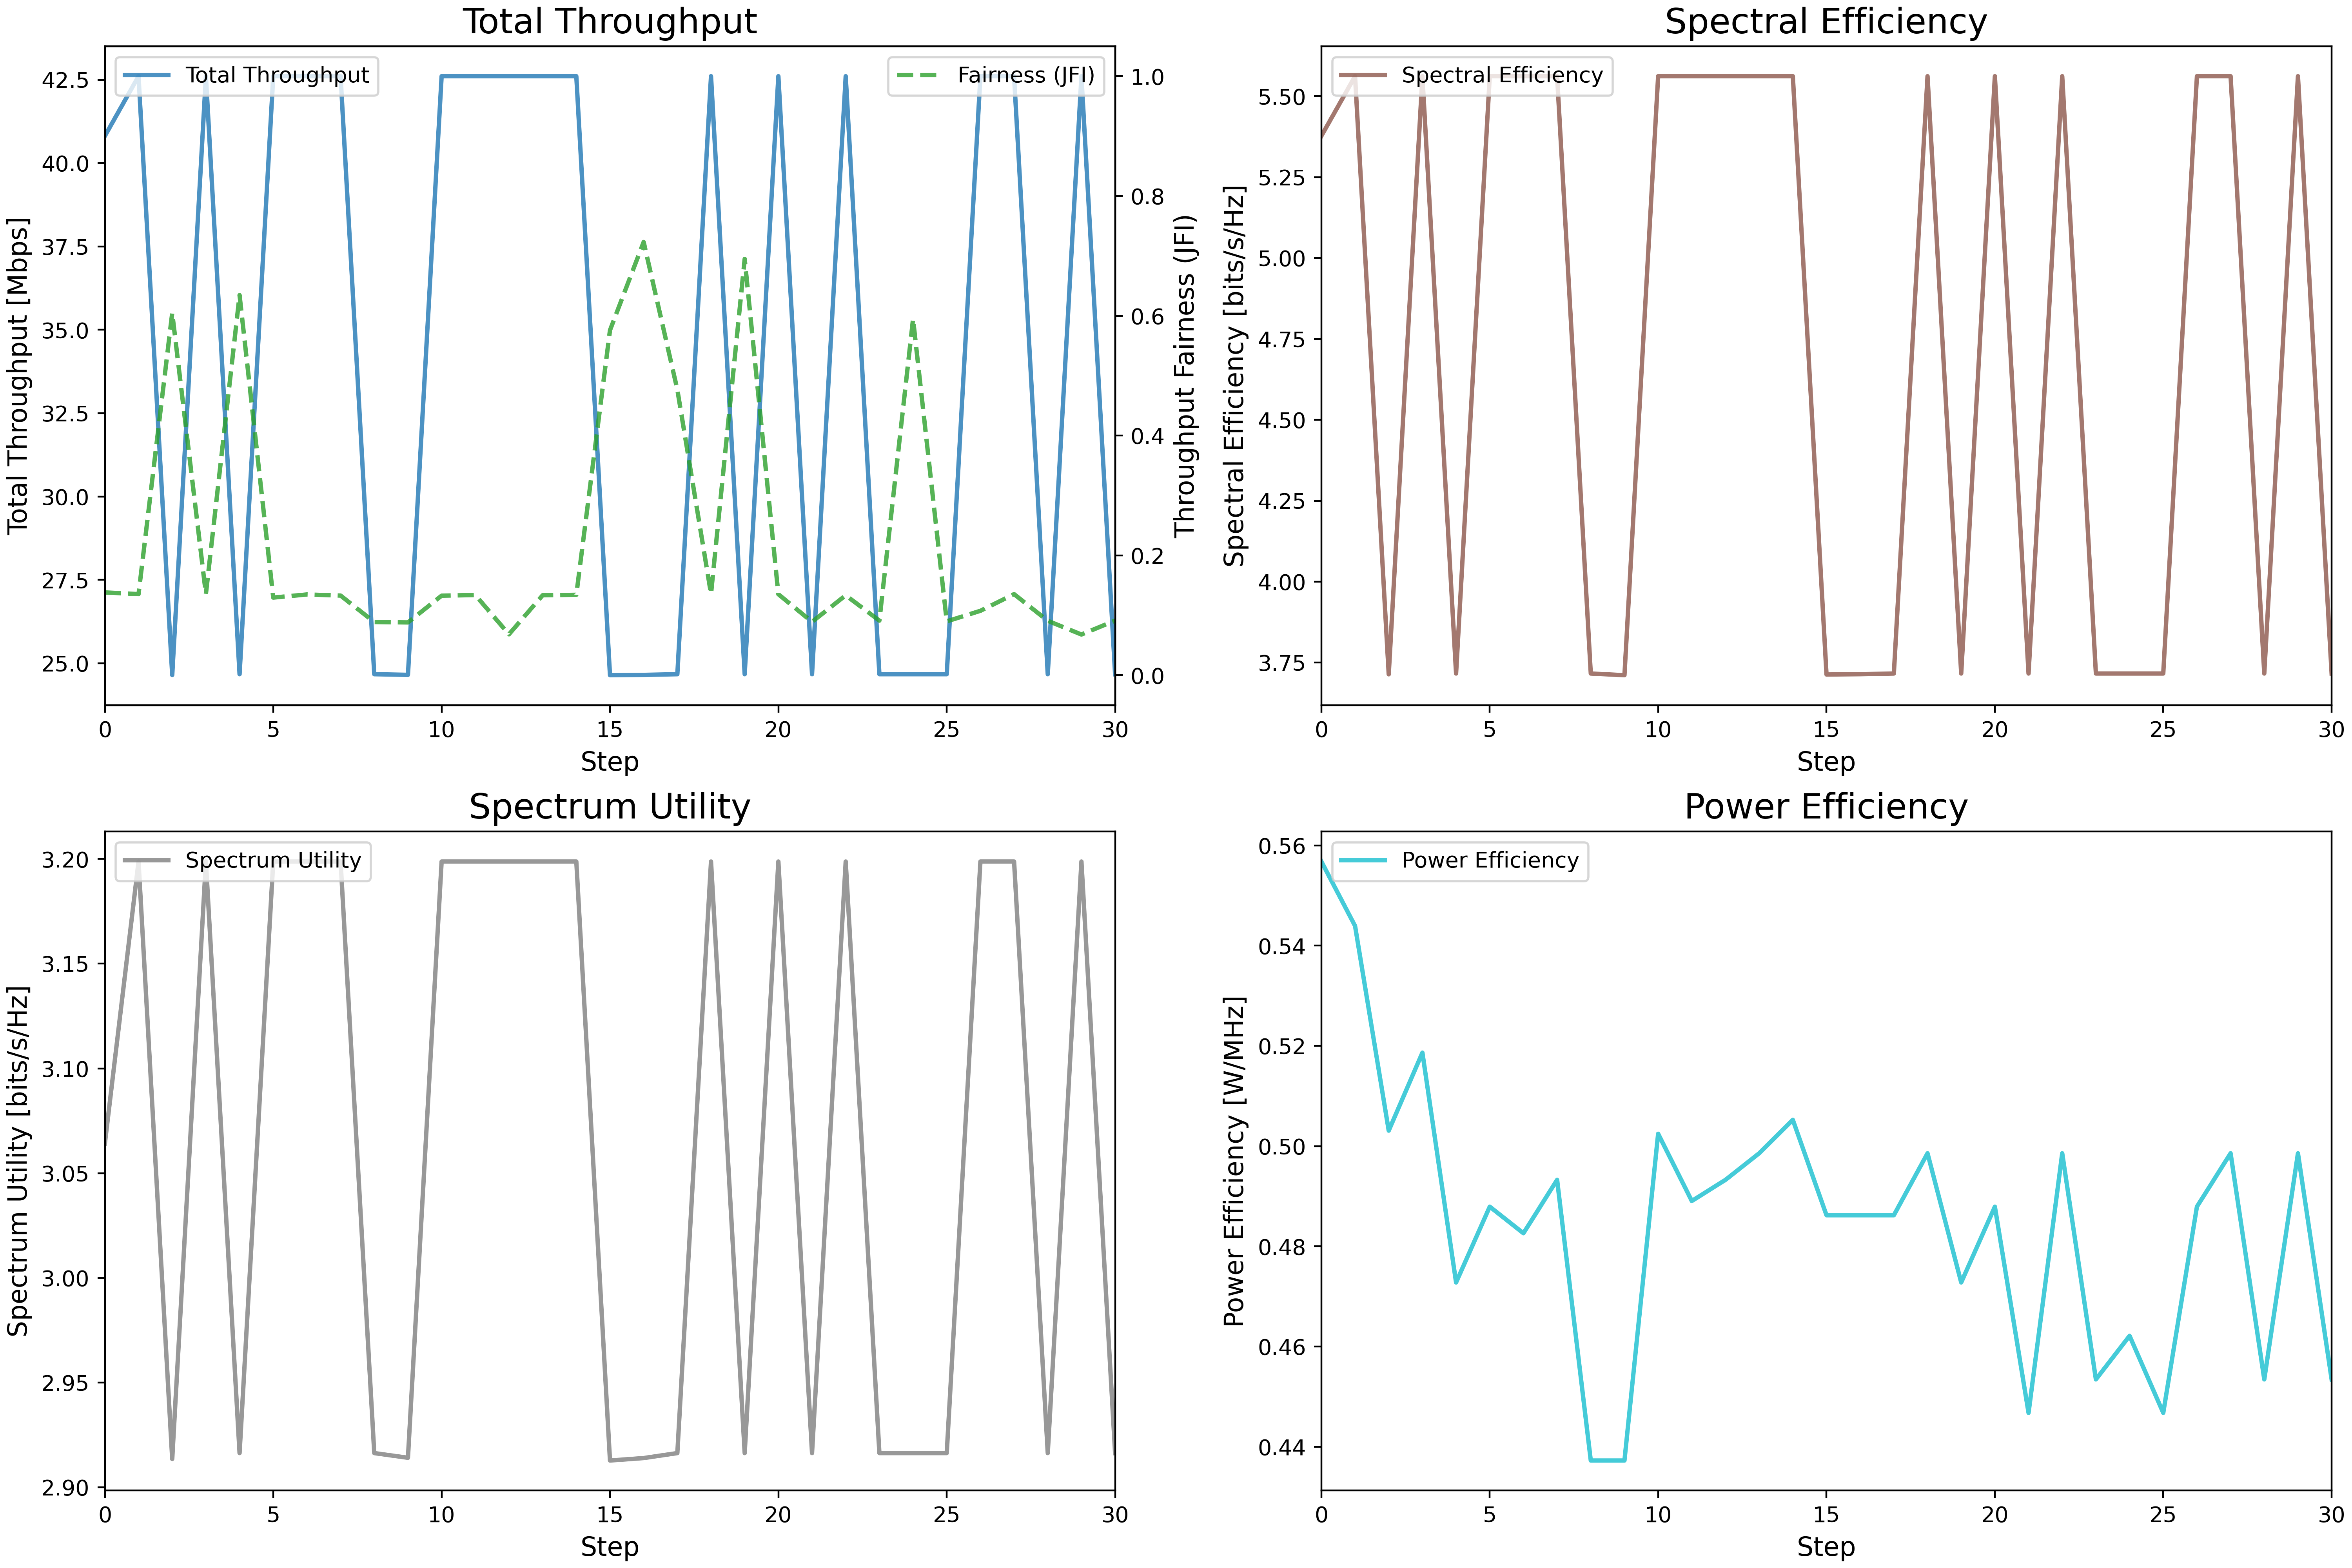 Total Throughput
Total Throughput
Fairness (JFI)
Total Throughput [Mbps]
42.5
40.0
37.5
35.0
32.5
30.0
27.5
25.0
1.0
0.8
0.6
0.4
0.2
0.0
Throughput Fairness (JFI)
0 5 10 15 20 25 30
Step
Spectral Efficiency
Spectral Efficiency
Spectral Efficiency [bits/s/Hz]
5.50
5.25
5.00
4.75
4.50
4.25
4.00
3.75
0 5 10 15 20 25 30
Step
Spectrum Utility
Spectrum Utility
Spectrum Utility [bits/s/Hz]
3.20
3.15
3.10
3.05
3.00
2.95
2.90
0 5 10 15 20 25 30
Step
Power Efficiency
Power Efficiency
Power Efficiency [W/MHz]
0.56
0.54
0.52
0.50
0.48
0.46
0.44
0 5 10 15 20 25 30
Step